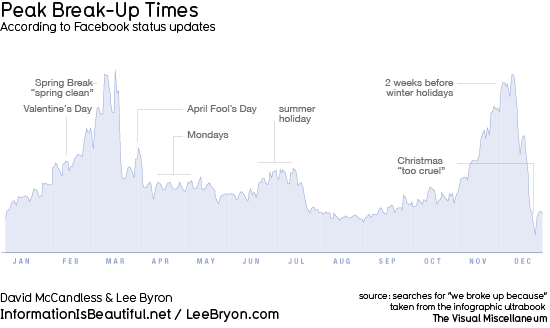 Peak Break-Up Times
According to Facebook status updates
Spring Break
"spring clean"
Valentine's Day
April Fool's Day
Mondays
summer
holiday
2 weeks before
winter holidays
Christmas
"too cruel"
JAN FEB MAR APR MAY JUN JUL AUG SEP OCT NOV DEC
David McCandless & Lee Byron
InformationIsBeautiful.net / LeeBryon.com
source: searches for "we broke up because"
taken from the infographic ultrabook
The Visual Miscellaneum